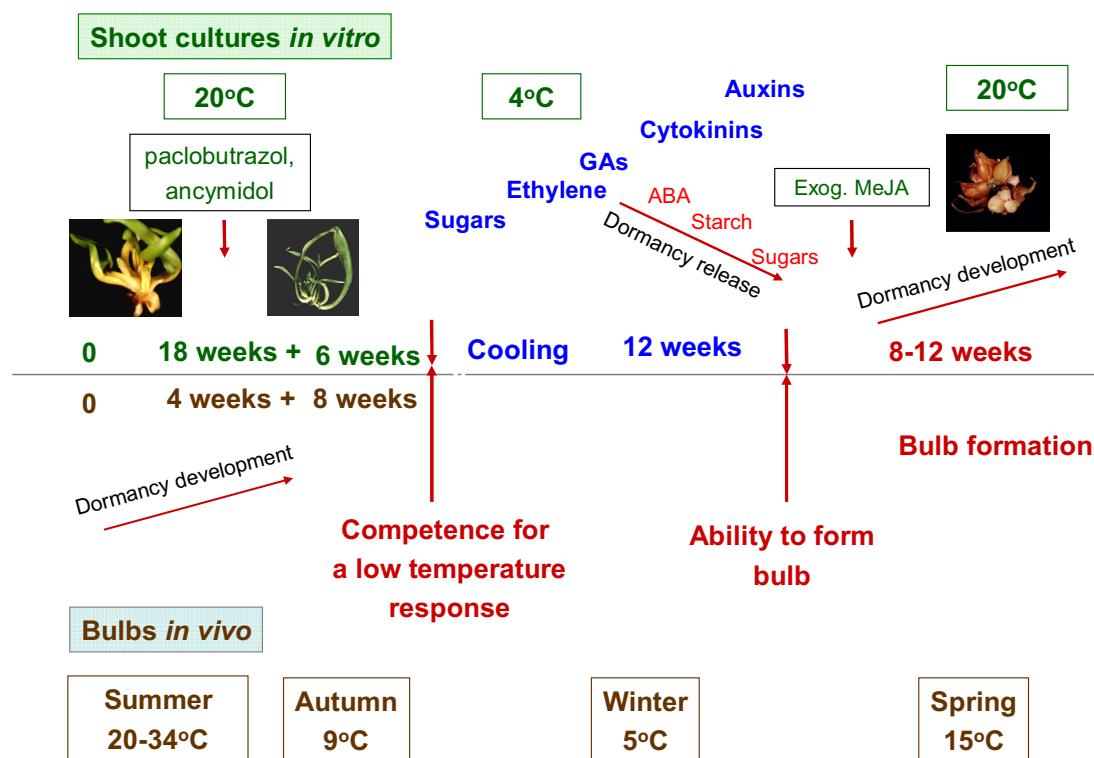 Shoot cultures in vitro
20°C
4°C
20°C
Auxins
Cytokinins
GAs
Ethylene
Sugars
paclobutrazol,
ancymidol
ABA
Starch
Sugars
Dormancy release
Exog. MeJA
Dormancy development
0
18 weeks +
6 weeks
Cooling
12 weeks
8-12 weeks
0
4 weeks +
8 weeks
Dormancy development
Bulb formation
Competence for
a low temperature
response
Ability to form
bulb
Bulbs in vivo
Summer
20-34°C
Autumn
9°C
Winter
5°C
Spring
15°C